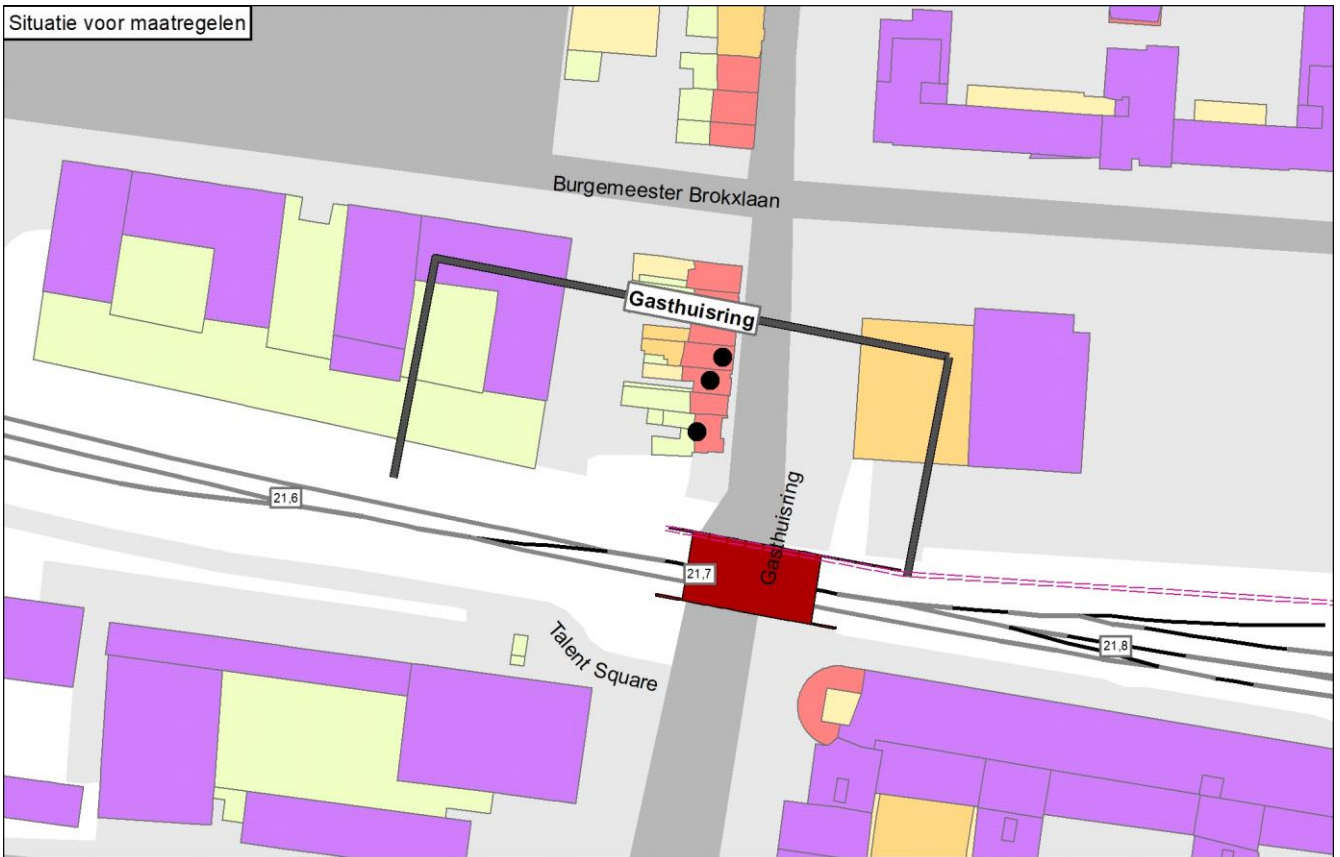 Situatie voor maatregelen
Burgemeester Brokxlaan
Gasthuisring
Gasthuisring
21,6
21,7
21,8
Talent Square